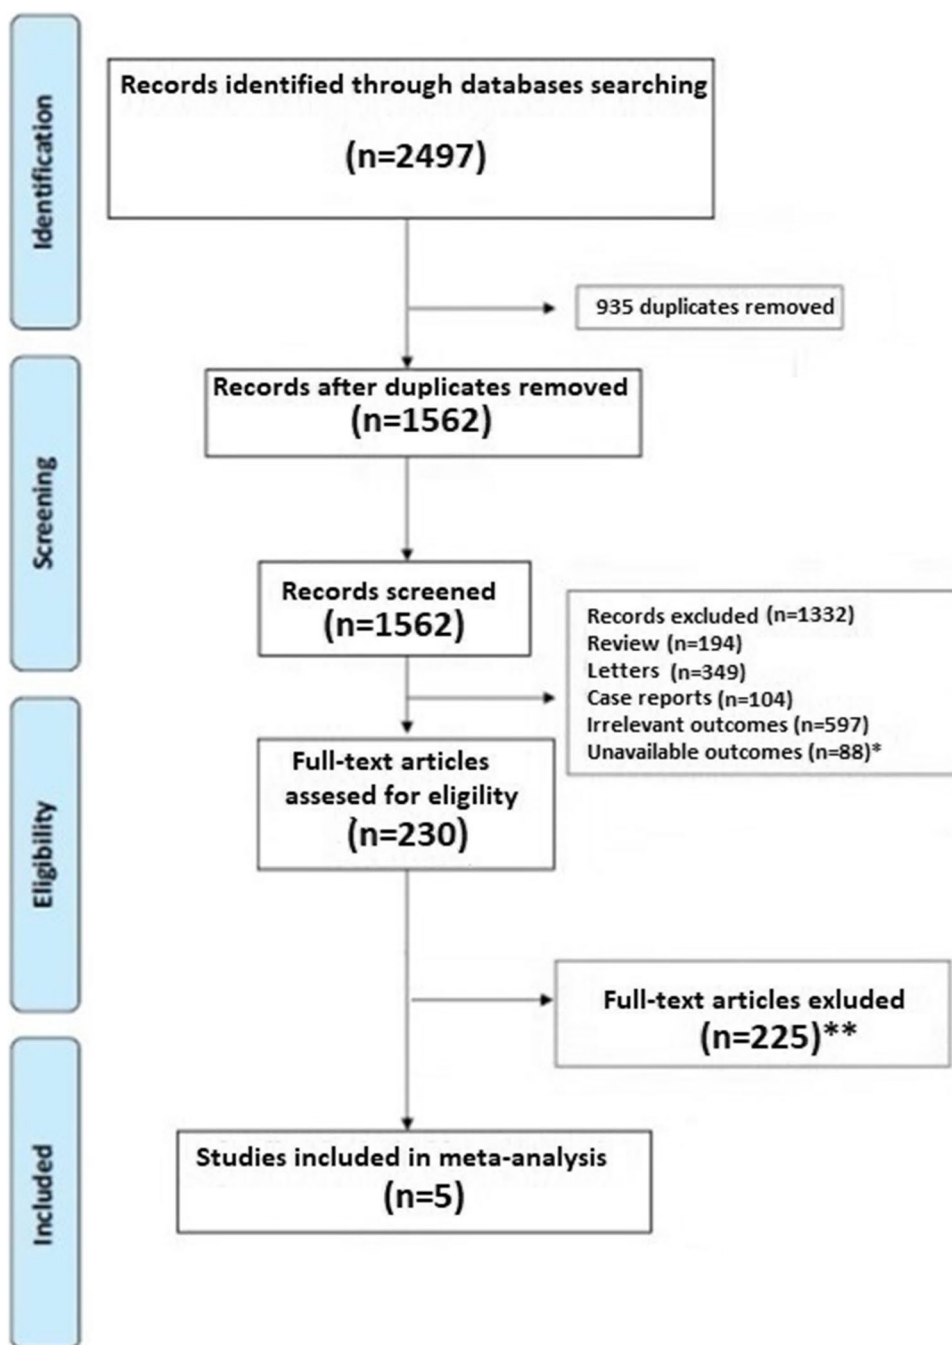 Identification
Records identified through databases searching
(n=2497)
935 duplicates removed
Screening
Records after duplicates removed
(n=1562)
Records screened
(n=1562)
Records excluded (n=1332)
Review (n=194)
Letters (n=349)
Case reports (n=104)
Irrelevant outcomes (n=597)
Unavailable outcomes (n=88)*
Eligibility
Full-text articles
assesed for eligility
(n=230)
Full-text articles exluded
(n=225)**
Included
Studies included in meta-analysis
(n=5)